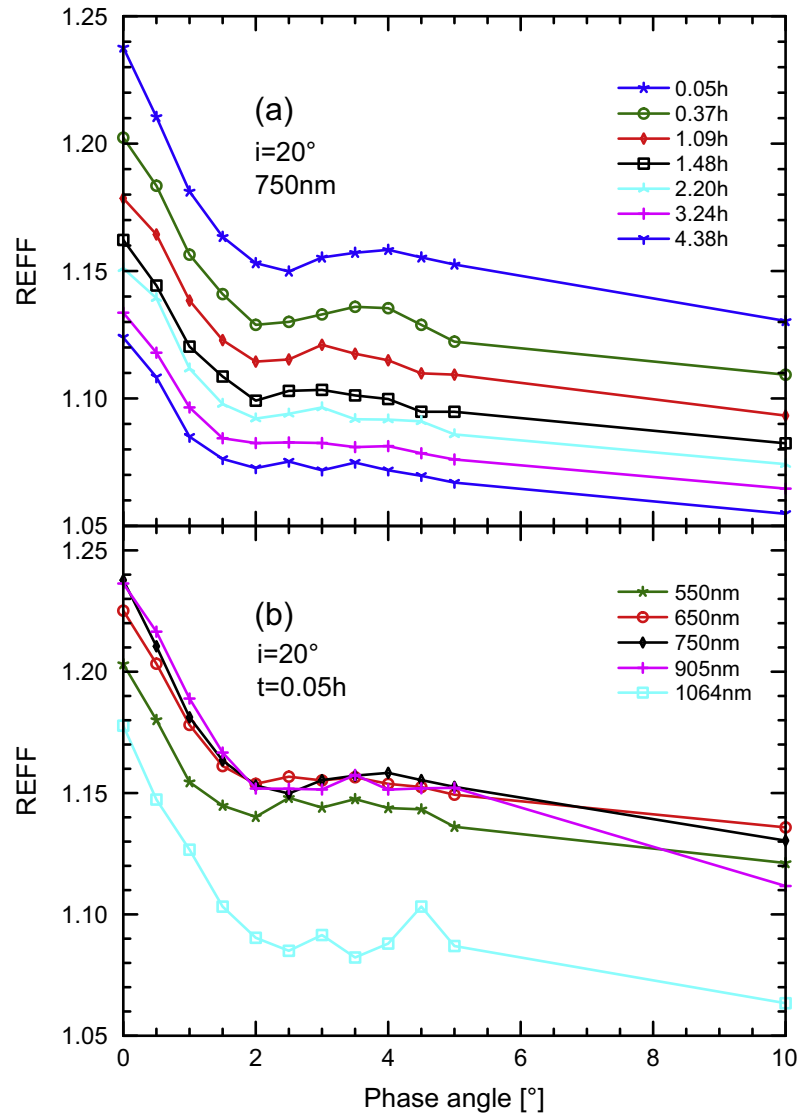 1.25
1.20
1.15
1.10
1.05
REFF
(a)
i=20°
750nm
0.05h
0.37h
1.09h
1.48h
2.20h
3.24h
4.38h
1.25
1.20
1.15
1.10
1.05
REFF
(b)
i=20°
t=0.05h
550nm
650nm
750nm
905nm
1064nm
0 2 4 6 8 10
Phase angle [°]